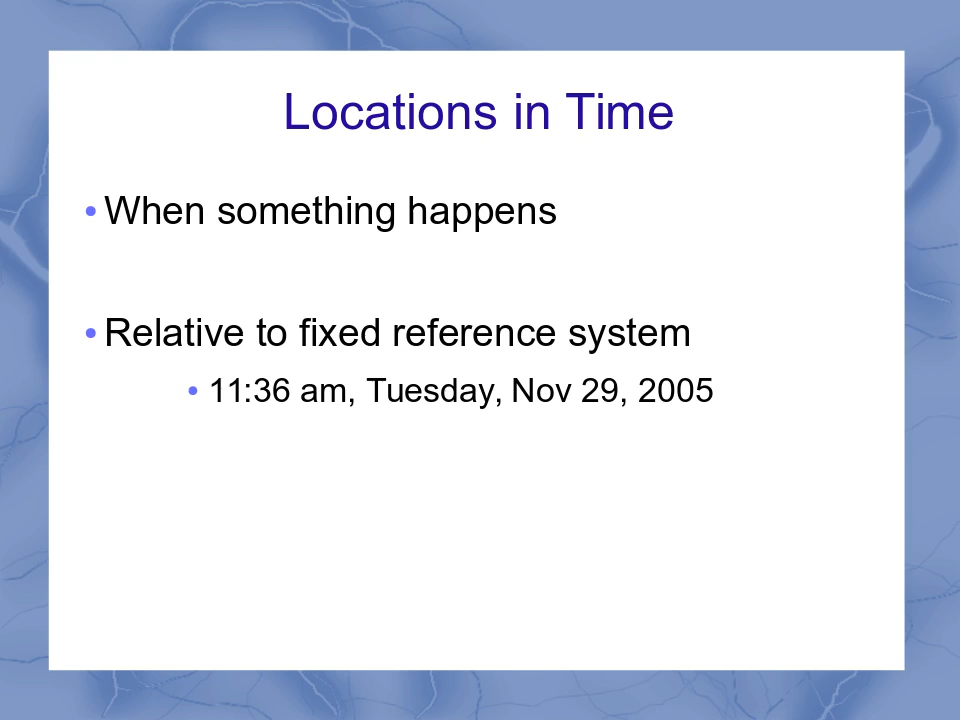 Locations in Time
• When something happens
• Relative to fixed reference system
• 11:36 am, Tuesday, Nov 29, 2005